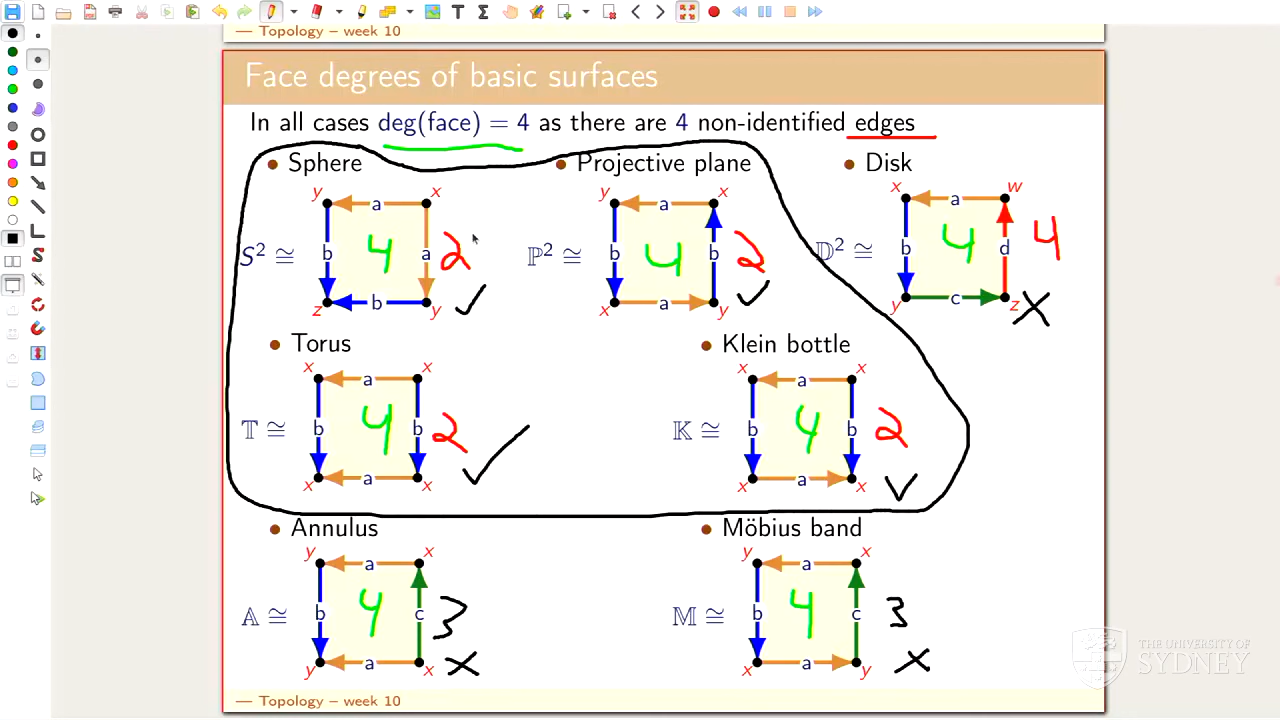 — Topology – week 10
Face degrees of basic surfaces
In all cases deg(face) = 4 as there are 4 non-identified edges
• Sphere
• Projective plane
• Disk
y x
a
S² ≅ b 4 a 2
b
z y ✓
y x
a
ℙ² ≅ b 4 b 2
a
x y ✓
x w
a
𝔻² ≅ b 4 d 4
c
y z ×
• Torus
• Klein bottle
x x
a
𝕋 ≅ b 4 b 2
a
x x ✓
x x
a
𝕂 ≅ b 4 b 2
a
x x ✓
• Annulus
• Möbius band
y x
a
𝔸 ≅ b 4 c 3
a
y x ×
y x
a
𝕄 ≅ b 4 c 3
a
x y ×
THE UNIVERSITY OF
SYDNEY
— Topology – week 10